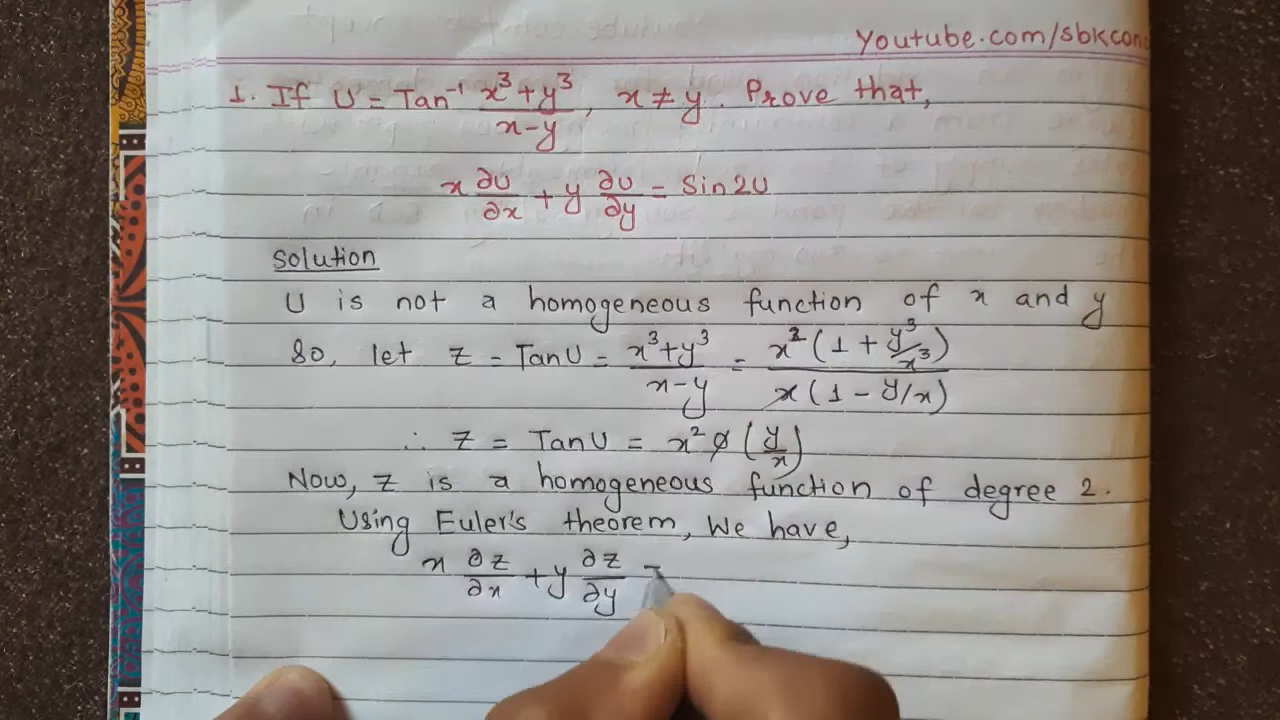 Youtube.com/sbkcon
1. If U = Tan⁻¹ x³+y³/x-y, x ≠ y. Prove that,
x ∂U/∂x + y ∂U/∂y = Sin2U
Solution
U is not a homogeneous function of x and y
So, let z = TanU = x³+y³/x-y = x²(1 + y³/x³)/x(1 - y/x)
∴ z = TanU = x² ø (y/x)
Now, z is a homogeneous function of degree 2.
Using Euler's theorem, We have,
x ∂z/∂x + y ∂z/∂y =